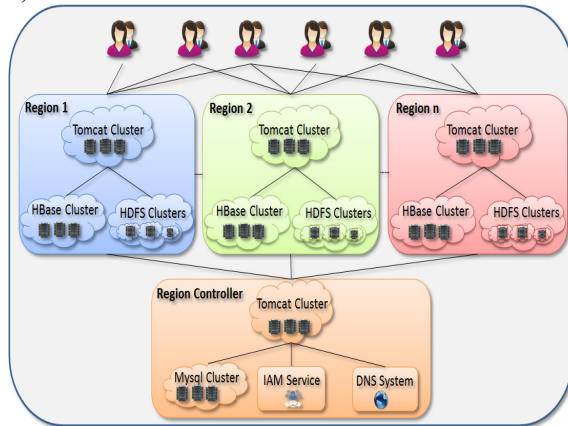 )
Region 1
Tomcat Cluster
HBase Cluster
HDFS Clusters
Region 2
Tomcat Cluster
HBase Cluster
HDFS Clusters
Region n
Tomcat Cluster
HBase Cluster
HDFS Clusters
Region Controller
Tomcat Cluster
Mysql Cluster
IAM Service
DNS System